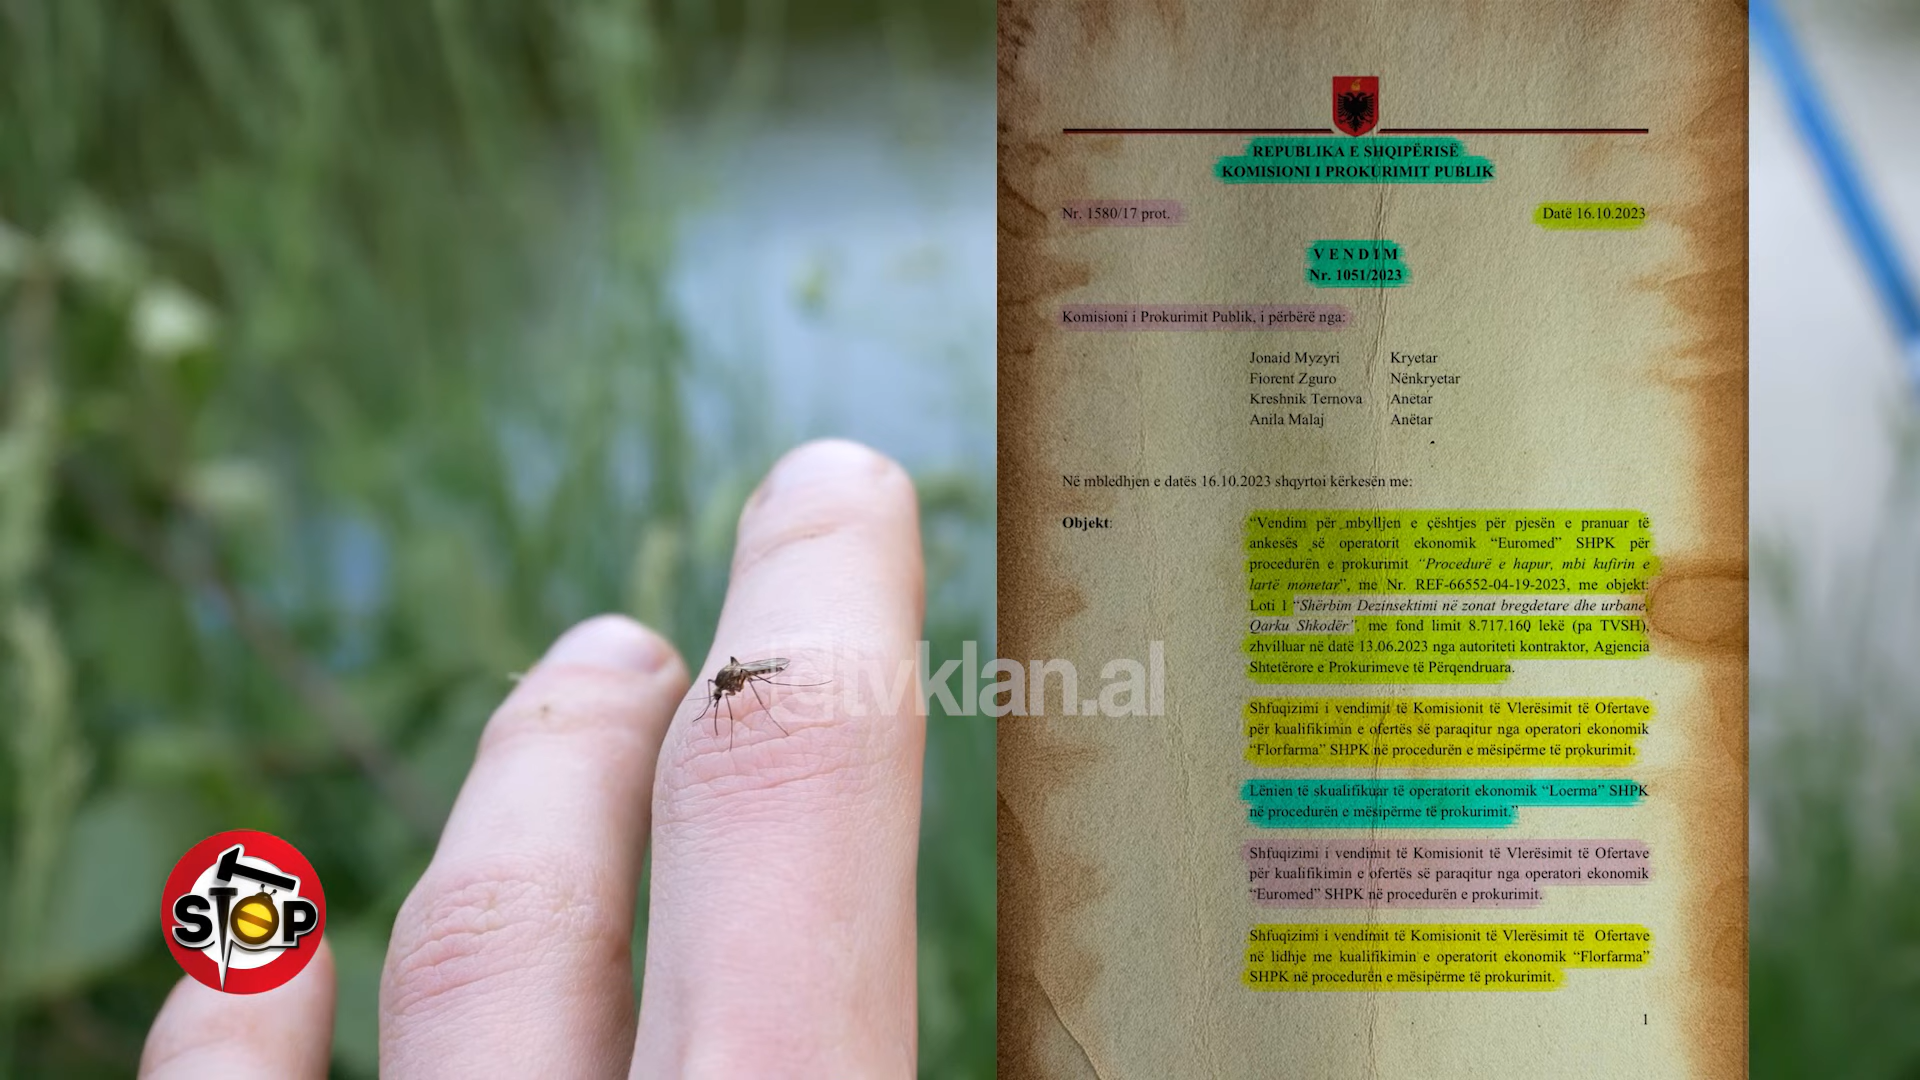 REPUBLIKA E SHQIPËRISË
KOMISIONI I PROKURIMIT PUBLIK
Nr. 1580/17 prot.
Datë 16.10.2023
V E N D I M
Nr. 1051/2023
Komisioni i Prokurimit Publik, i përbërë nga:
Jonaid Myzyri Kryetar
Fiorent Zguro Nënkryetar
Kreshnik Ternova Anëtar
Anila Malaj Anëtar
Në mbledhjen e datës 16.10.2023 shqyrtoi kërkesën me:
Objekt:
“Vendim për mbylljen e çështjes për pjesën e pranuar të
ankesës së operatorit ekonomik “Euromed” SHPK për
procedurën e prokurimit “Procedurë e hapur, mbi kufirin e
lartë monetar”, me Nr. REF-66552-04-19-2023, me objekt:
Loti 1 “Shërbim Dezinsektimi në zonat bregdetare dhe urbane,
Qarku Shkodër”, me fond limit 8.717.160 lekë (pa TVSH),
zhvilluar në datë 13.06.2023 nga autoriteti kontraktor, Agjencia
Shtetërore e Prokurimeve të Përqendruara.
Shfuqizimi i vendimit të Komisionit të Vlerësimit të Ofertave
për kualifikimin e ofertës së paraqitur nga operatori ekonomik
“Florfarma” SHPK në procedurën e mësipërme të prokurimit.
Lënien të skualifikuar të operatorit ekonomik “Loerma” SHPK
në procedurën e mësipërme të prokurimit.”
Shfuqizimi i vendimit të Komisionit të Vlerësimit të Ofertave
për kualifikimin e ofertës së paraqitur nga operatori ekonomik
“Euromed” SHPK në procedurën e prokurimit.
Shfuqizimi i vendimit të Komisionit të Vlerësimit të Ofertave
në lidhje me kualifikimin e operatorit ekonomik “Florfarma”
SHPK në procedurën e mësipërme të prokurimit.
1
tvklan.al
STOP